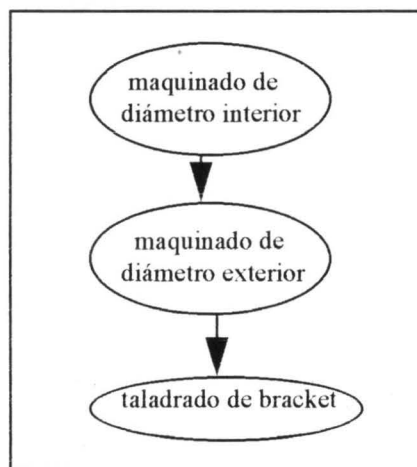 maquinado de
diámetro interior
maquinado de
diámetro exterior
taladrado de bracket